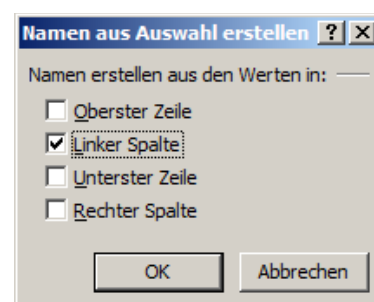 Namen aus Auswahl erstellen ? X
Namen erstellen aus den Werten in:
Oberster Zeile
Linker Spalte
Unterster Zeile
Rechter Spalte
OK Abbrechen